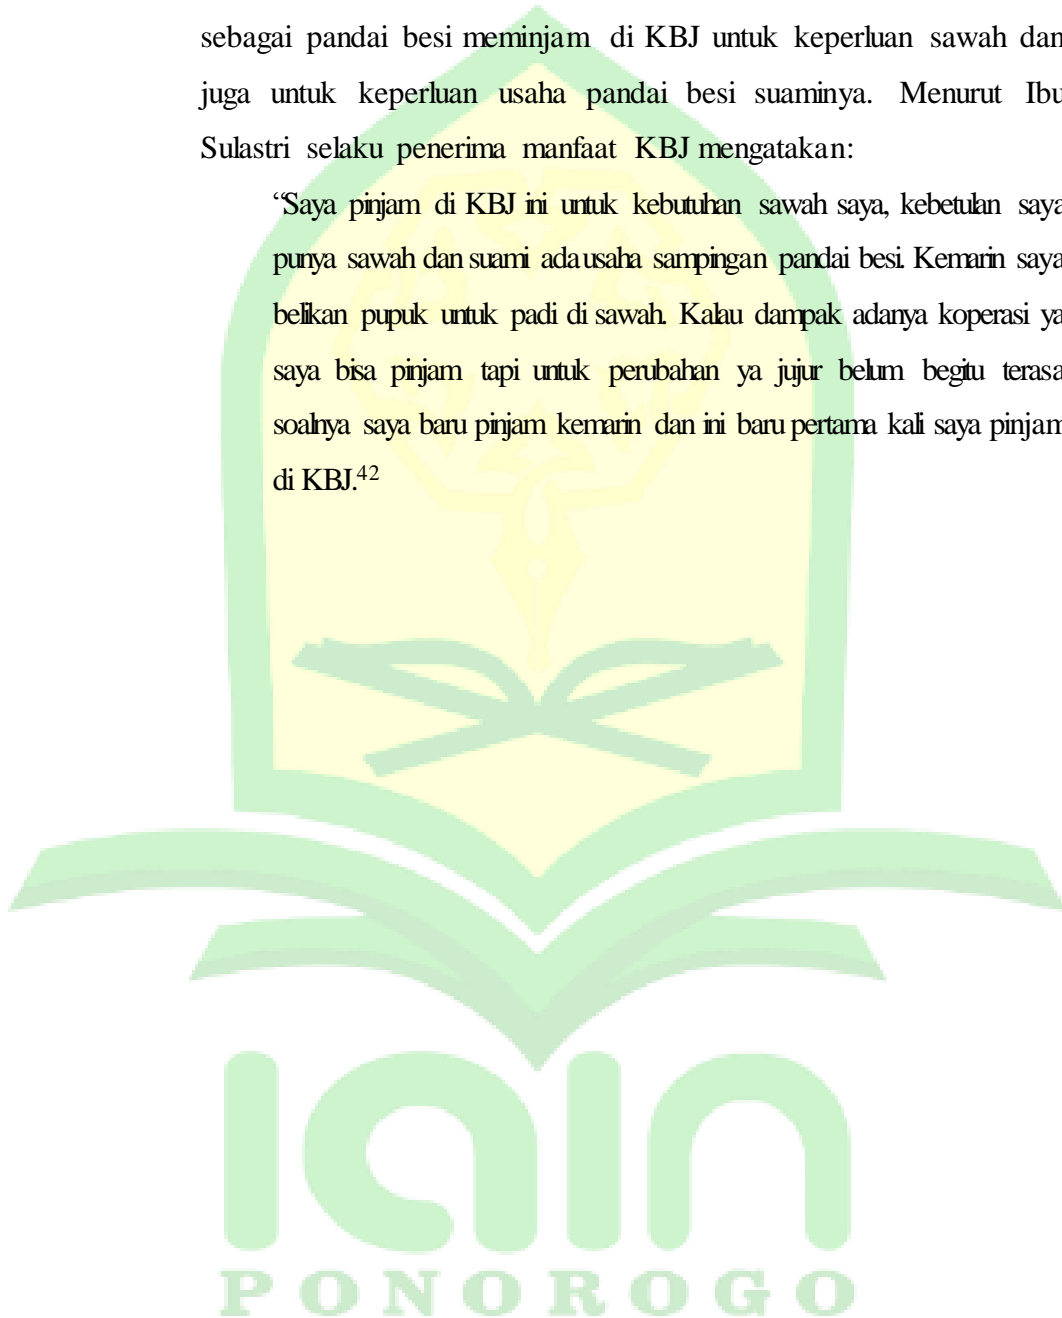 sebagai pandai besi meminjam di KBJ untuk keperluan sawah dan
juga untuk keperluan usaha pandai besi suaminya. Menurut Ibu
Sulastri selaku penerima manfaat KBJ mengatakan:
“Saya pinjam di KBJ ini untuk kebutuhan sawah saya, kebetulan saya
punya sawah dan suami ada usaha sampingan pandai besi. Kemarin saya
belikan pupuk untuk padi di sawah. Kalau dampak adanya koperasi ya
saya bisa pinjam tapi untuk perubahan ya jujur belum begitu terasa
soalnya saya baru pinjam kemarin dan ini baru pertama kali saya pinjam
di KBJ.⁴²
IAIN
PONOROGO